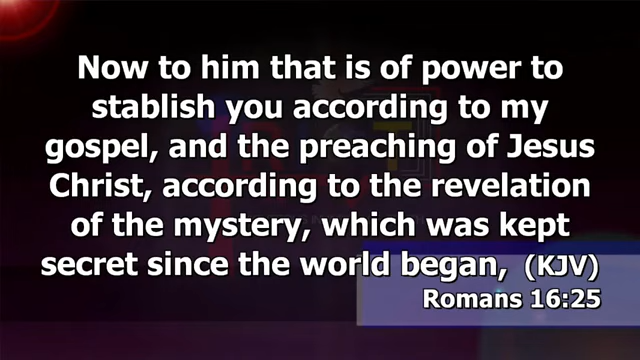 Now to him that is of power to
stablish you according to my
gospel, and the preaching of Jesus
Christ, according to the revelation
of the mystery, which was kept
secret since the world began, (KJV)
Romans 16:25